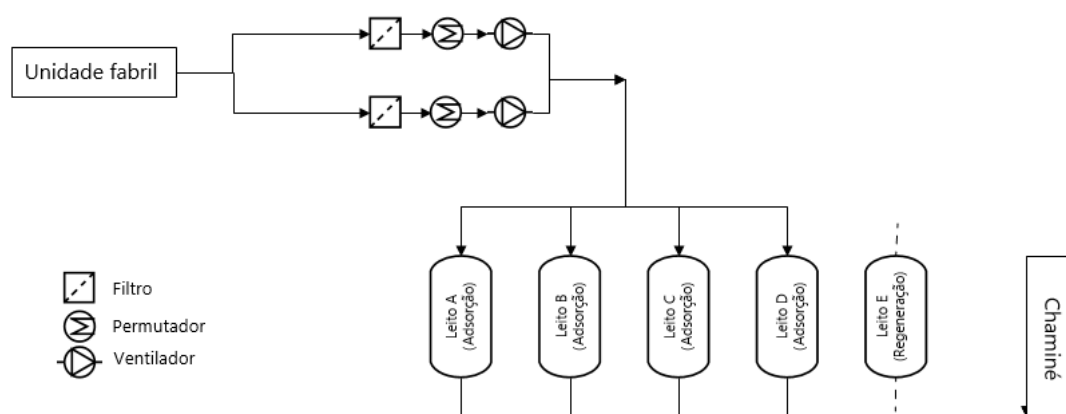 Unidade fabril
Leito A
(Adsorção)
Leito B
(Adsorção)
Leito C
(Adsorção)
Leito D
(Adsorção)
Leito E
(Regeneração)
Chaminé
Filtro
Permutador
Ventilador